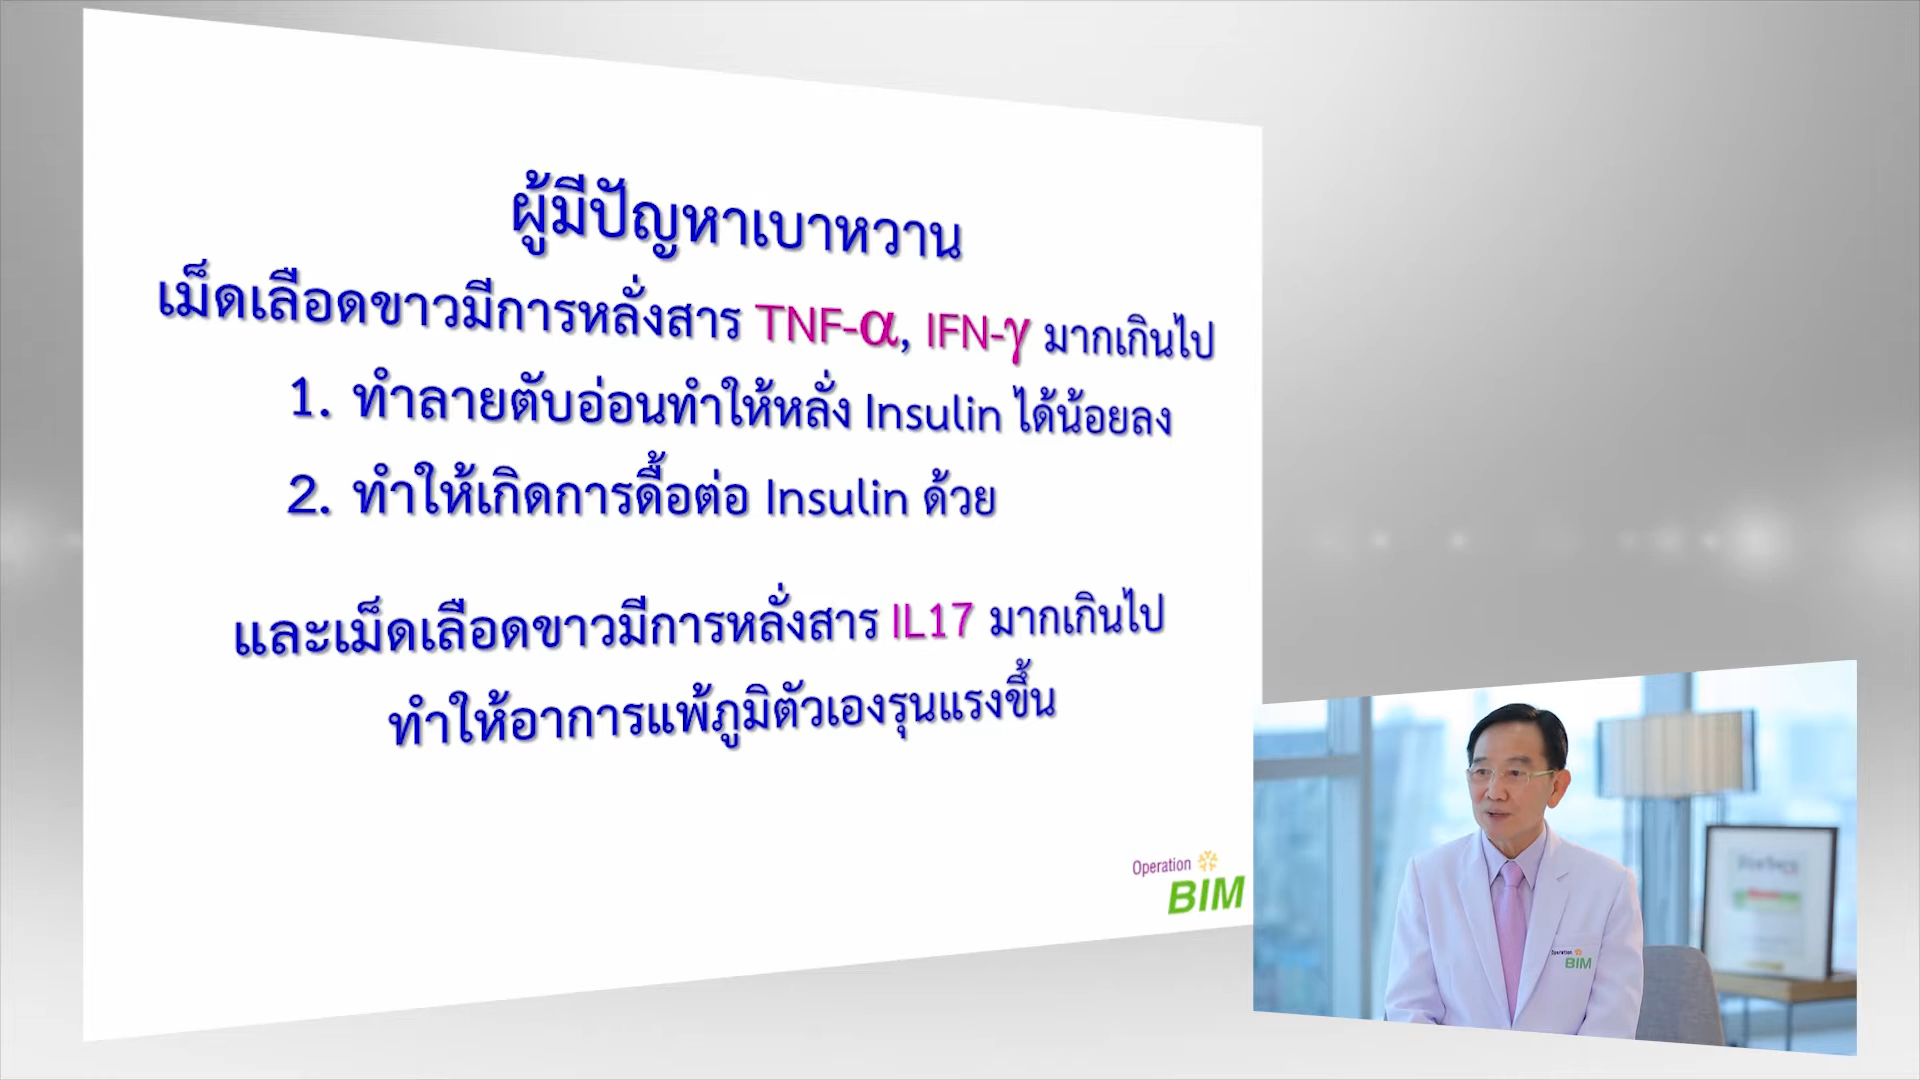 ผู้มีปัญหาเบาหวาน
เม็ดเลือดขาวมีการหลั่งสาร TNF-α, IFN-γ มากเกินไป
1. ทำลายตับอ่อนทำให้หลั่ง Insulin ได้น้อยลง
2. ทำให้เกิดการดื้อต่อ Insulin ด้วย
และเม็ดเลือดขาวมีการหลั่งสาร IL17 มากเกินไป
ทำให้อาการแพ้ภูมิตัวเองรุนแรงขึ้น
Operation
BIM
Operation
BIM